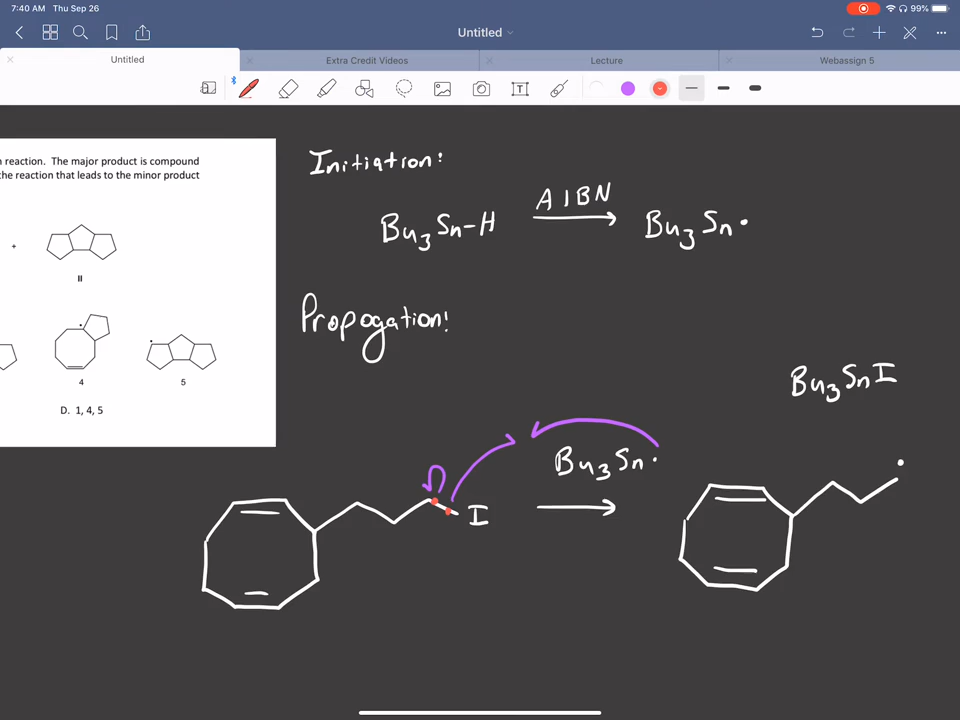 7:40 AM Thu Sep 26
99%
Untitled
Untitled
Extra Credit Videos
Lecture
Webassign 5
T
n reaction. The major product is compound
the reaction that leads to the minor product
+
II
4
5
D. 1, 4, 5
Initiation:
Bu3Sn-H
AIBN
Bu3Sn·
Propogation:
Bu3SnI
Bu3Sn·
I